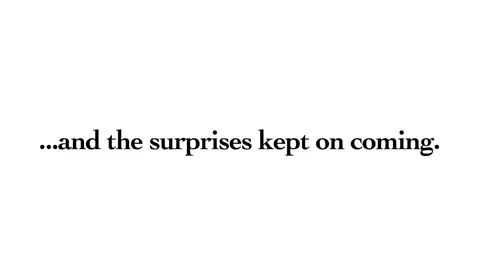 ...and the surprises kept on coming.